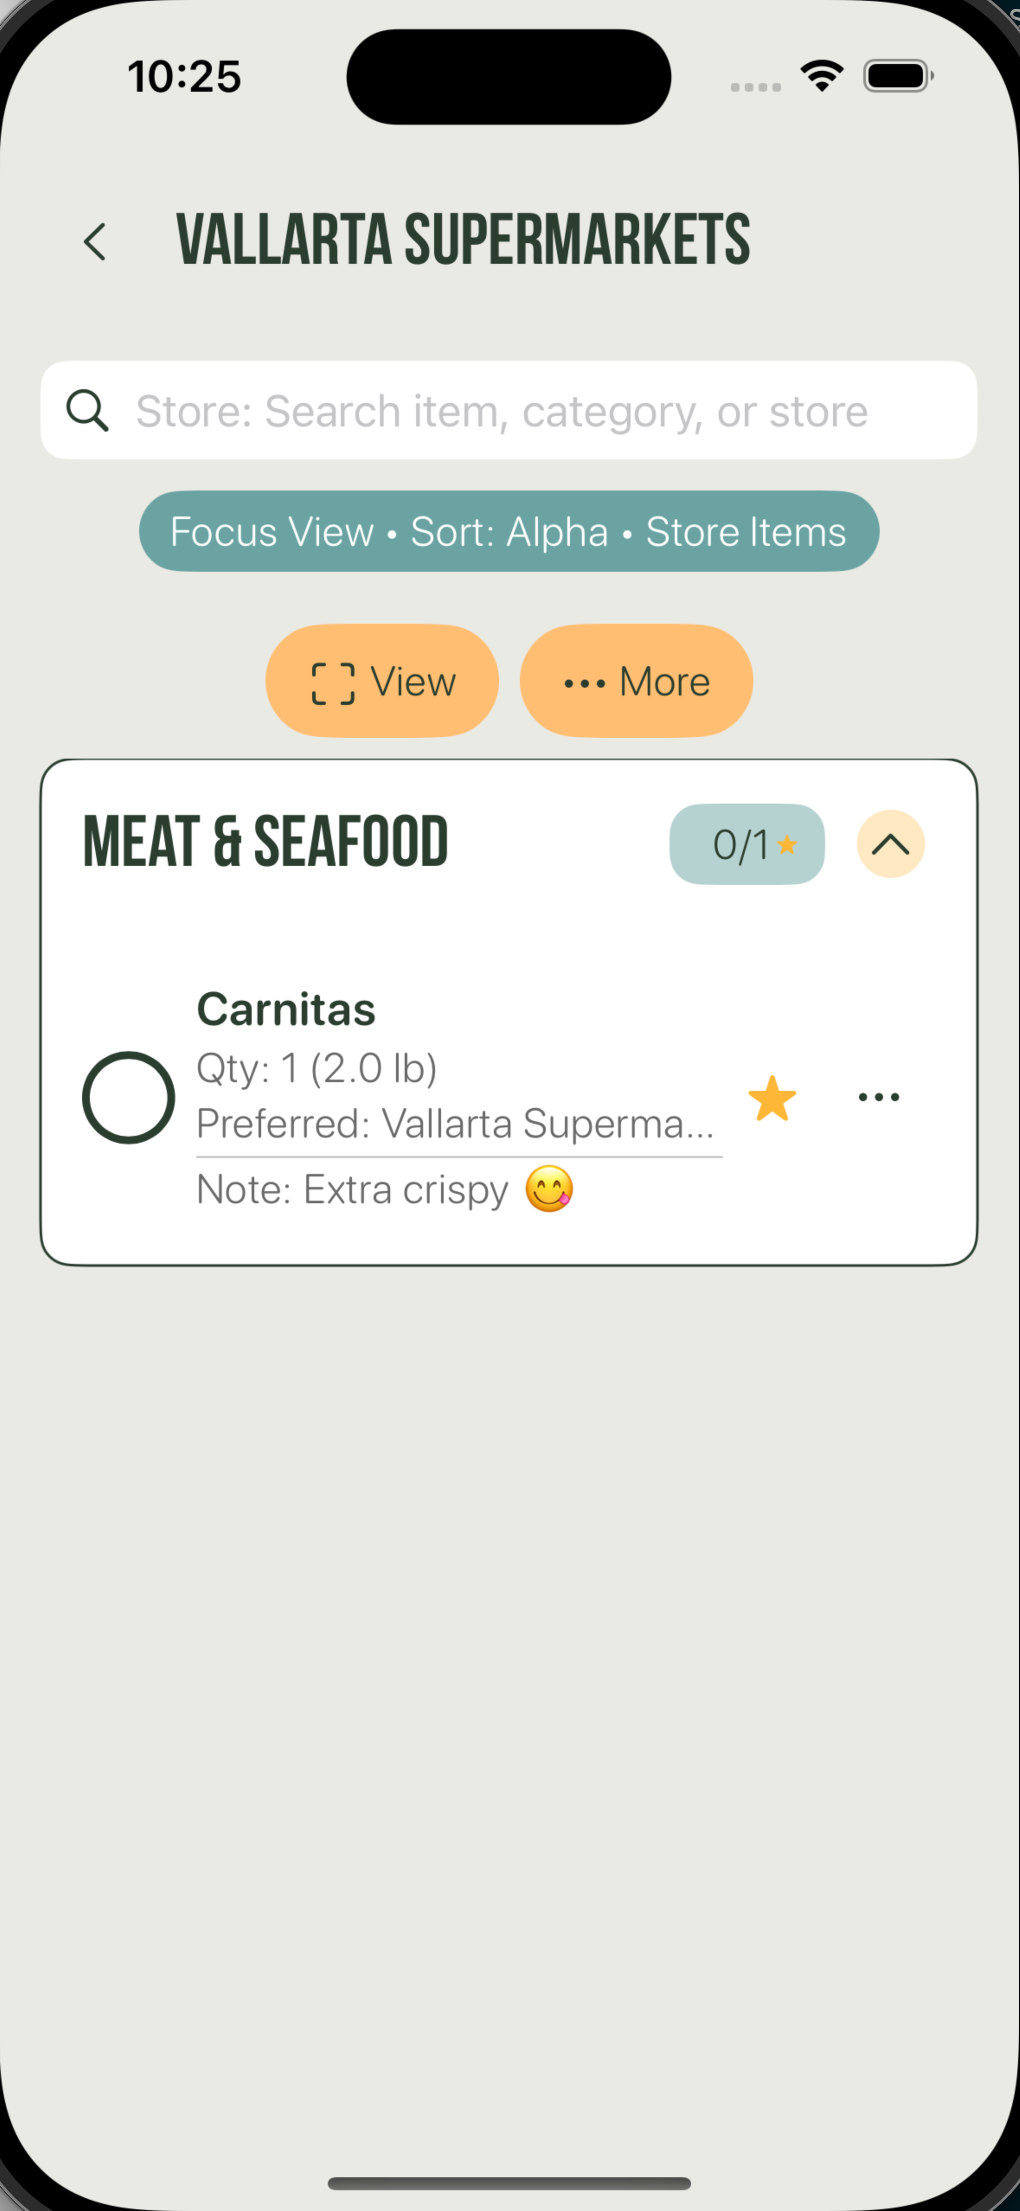 10:25
VALLARTA SUPERMARKETS
Store: Search item, category, or store
Focus View • Sort: Alpha • Store Items
View
••• More
MEAT & SEAFOOD
0/1
Carnitas
Qty: 1 (2.0 lb)
Preferred: Vallarta Superma...
Note: Extra crispy 😋